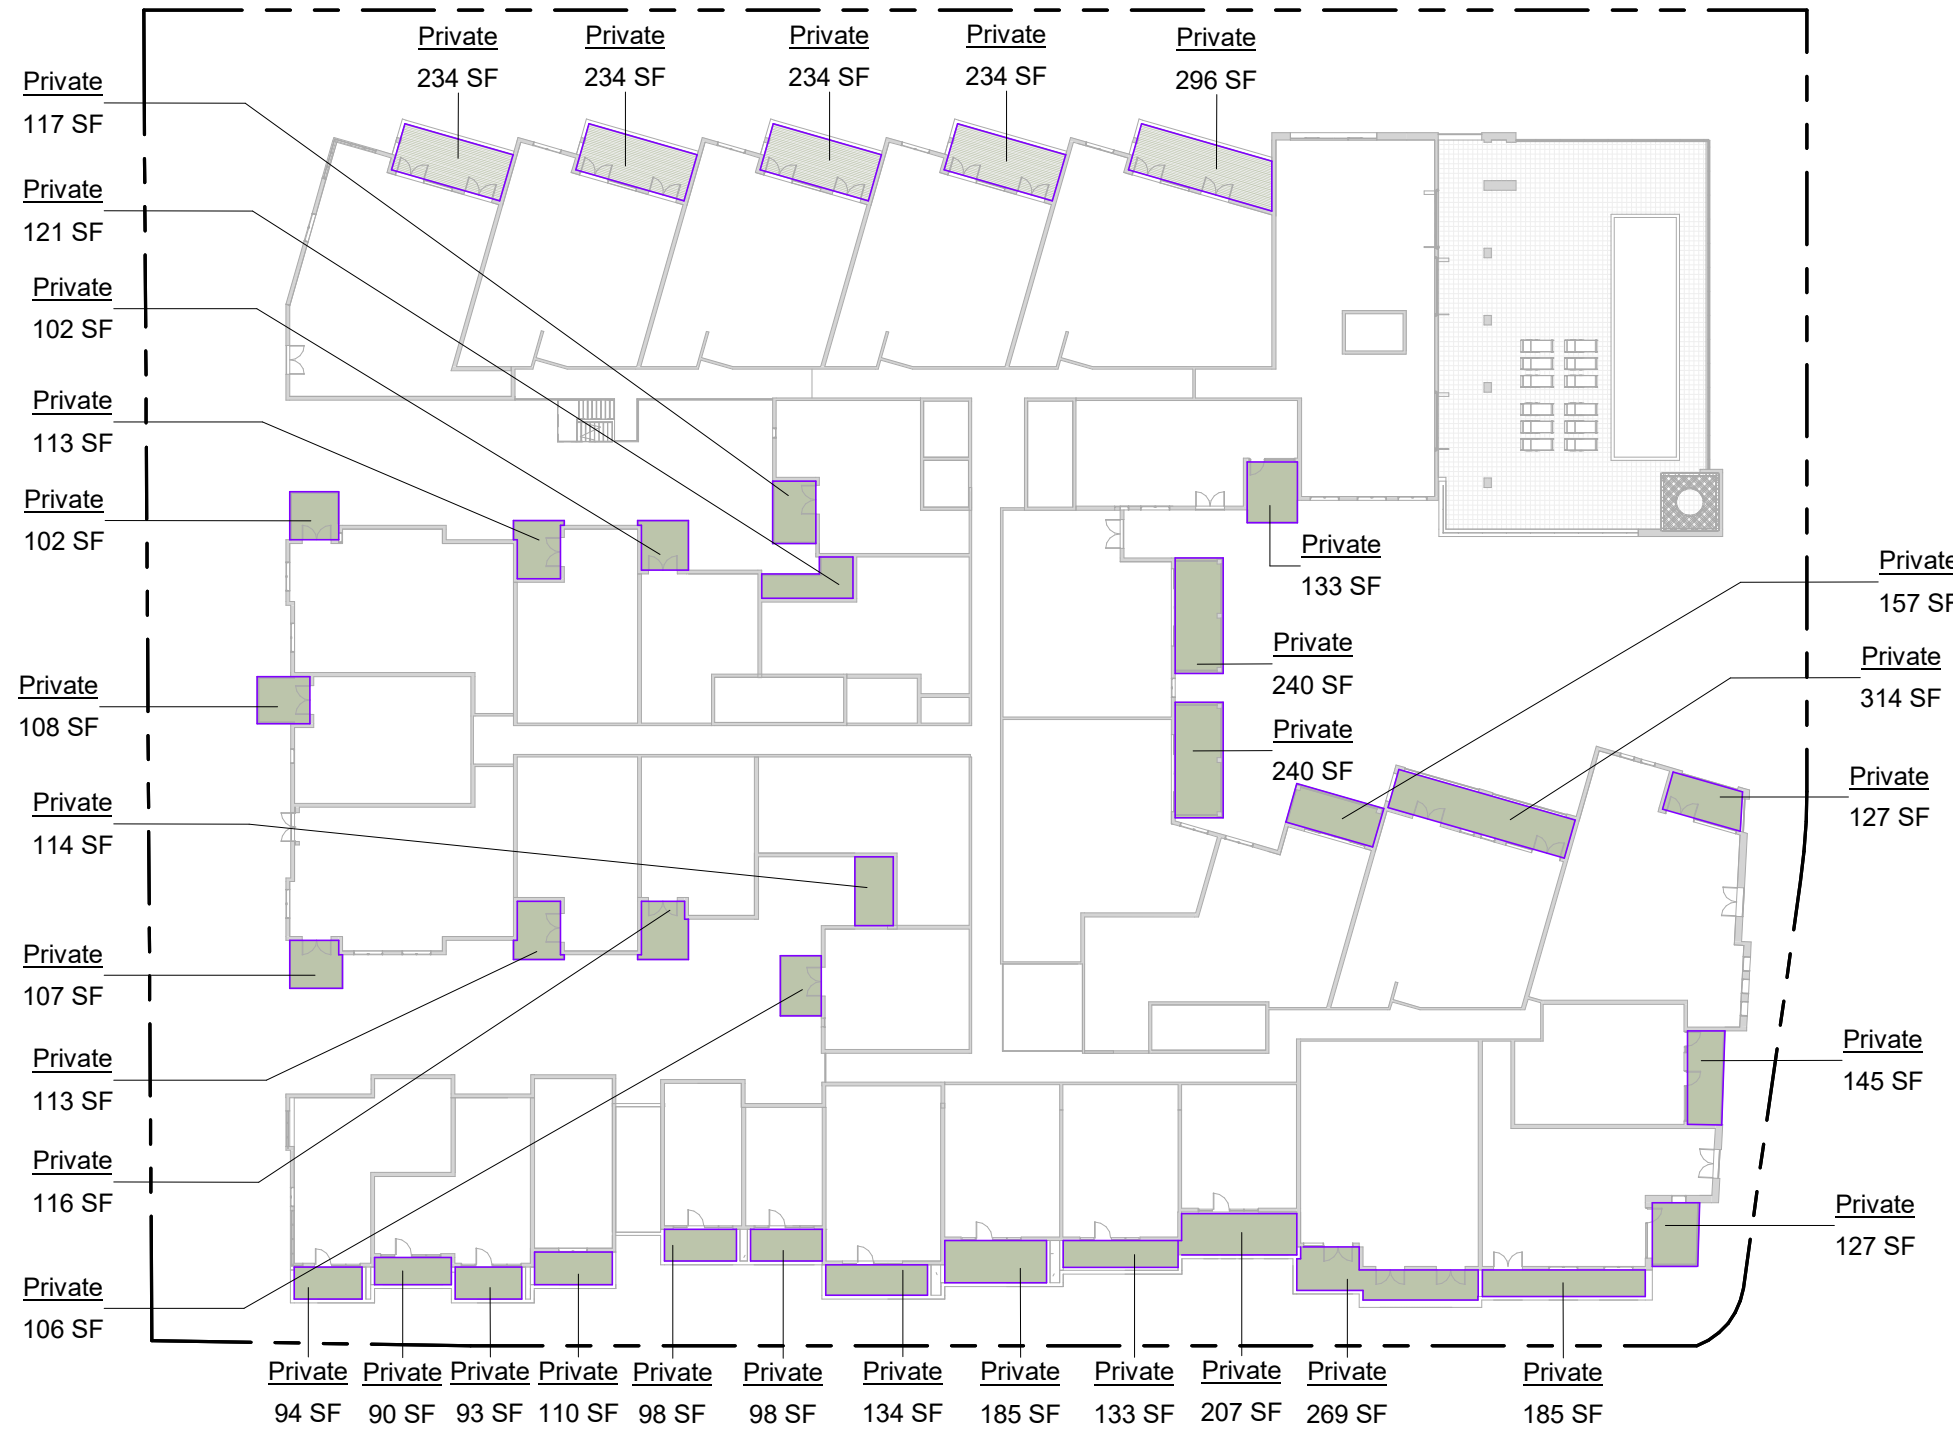 Private
234 SF
Private
234 SF
Private
234 SF
Private
234 SF
Private
296 SF
Private
117 SF
Private
121 SF
Private
102 SF
Private
113 SF
Private
102 SF
Private
108 SF
Private
114 SF
Private
107 SF
Private
113 SF
Private
116 SF
Private
106 SF
Private
133 SF
Private
240 SF
Private
240 SF
Private
157 SF
Private
314 SF
Private
127 SF
Private
145 SF
Private
127 SF
Private
94 SF
Private
90 SF
Private
93 SF
Private
110 SF
Private
98 SF
Private
98 SF
Private
134 SF
Private
185 SF
Private
133 SF
Private
207 SF
Private
269 SF
Private
185 SF